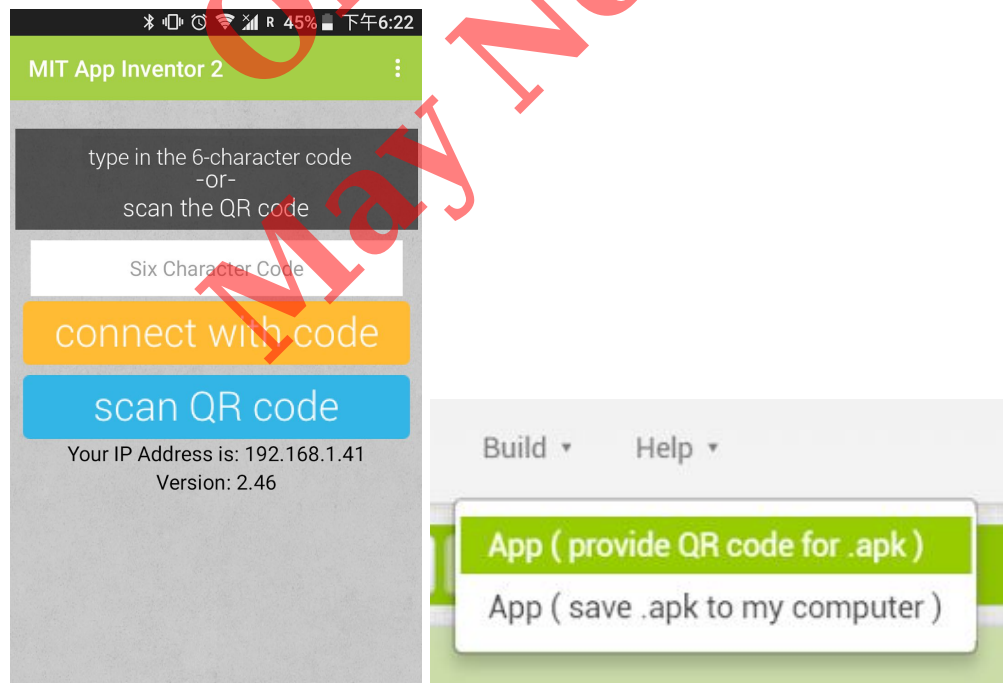 R 45% 下午6:22
MIT App Inventor 2
type in the 6-character code
-or-
scan the QR code
Six Character Code
connect with code
scan QR code
Your IP Address is: 192.168.1.41
Version: 2.46
May No
Build
Help
App ( provide QR code for .apk )
App ( save .apk to my computer )